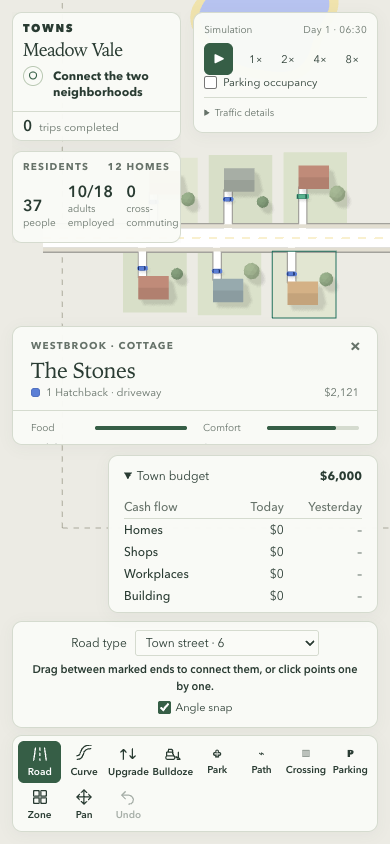 TOWNS
Meadow Vale
Connect the two
neighborhoods
0 trips completed
Simulation Day 1 · 06:30
1× 2× 4× 8×
Parking occupancy
Traffic details
RESIDENTS 12 HOMES
37 people
10/18 adults employed
0 cross-commuting
WESTBROOK · COTTAGE
The Stones
1 Hatchback · driveway $2,121
Food Comfort
Town budget $6,000
Cash flow Today Yesterday
Homes $0 –
Shops $0 –
Workplaces $0 –
Building $0 –
Road type Town street · 6
Drag between marked ends to connect them, or click points one
by one.
Angle snap
Road Curve Upgrade Bulldoze Park Path Crossing Parking
Zone Pan Undo